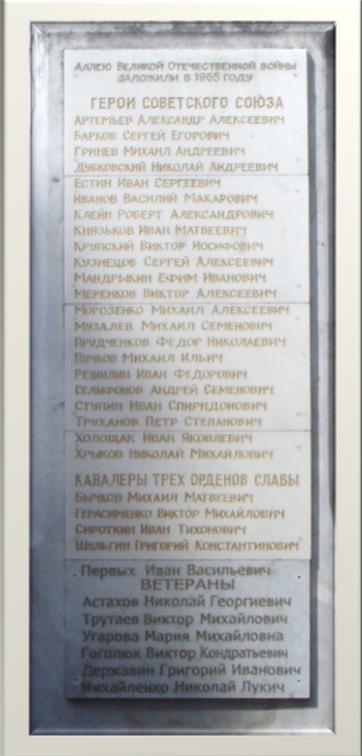 Аллею Великой Отечественной войны
заложили в 1965 году
ГЕРОИ СОВЕТСКОГО СОЮЗА
Артемьев Александр Алексеевич
Барков Сергей Егорович
Гринев Михаил Андреевич
Дубковский Николай Андреевич
Естин Иван Сергеевич
Иванов Василий Макарович
Клейн Роберт Александрович
Князьков Иван Матвеевич
Крупский Виктор Иосифович
Кузнецов Сергей Алексеевич
Мандрыкин Ефим Иванович
Меренков Виктор Алексеевич
Морозенко Михаил Алексеевич
Музалев Михаил Семенович
Прудченков Федор Николаевич
Пучков Михаил Ильич
Решилин Иван Федорович
Селифонов Андрей Семенович
Ступин Иван Спиридонович
Труханов Петр Степанович
Холощак Иван Яковлевич
Хрыков Николай Михайлович
КАВАЛЕРЫ ТРЕХ ОРДЕНОВ СЛАВЫ
Бычков Михаил Матвеевич
Герасименко Виктор Михайлович
Сироткин Иван Тихонович
Шильгин Григорий Константинович
Первых Иван Васильевич
ВЕТЕРАНЫ
Астахов Николай Георгиевич
Трутаев Виктор Михайлович
Угарова Мария Михайловна
Гоголюк Виктор Кондратьевич
Державин Григорий Иванович
Михайленко Николай Лукич